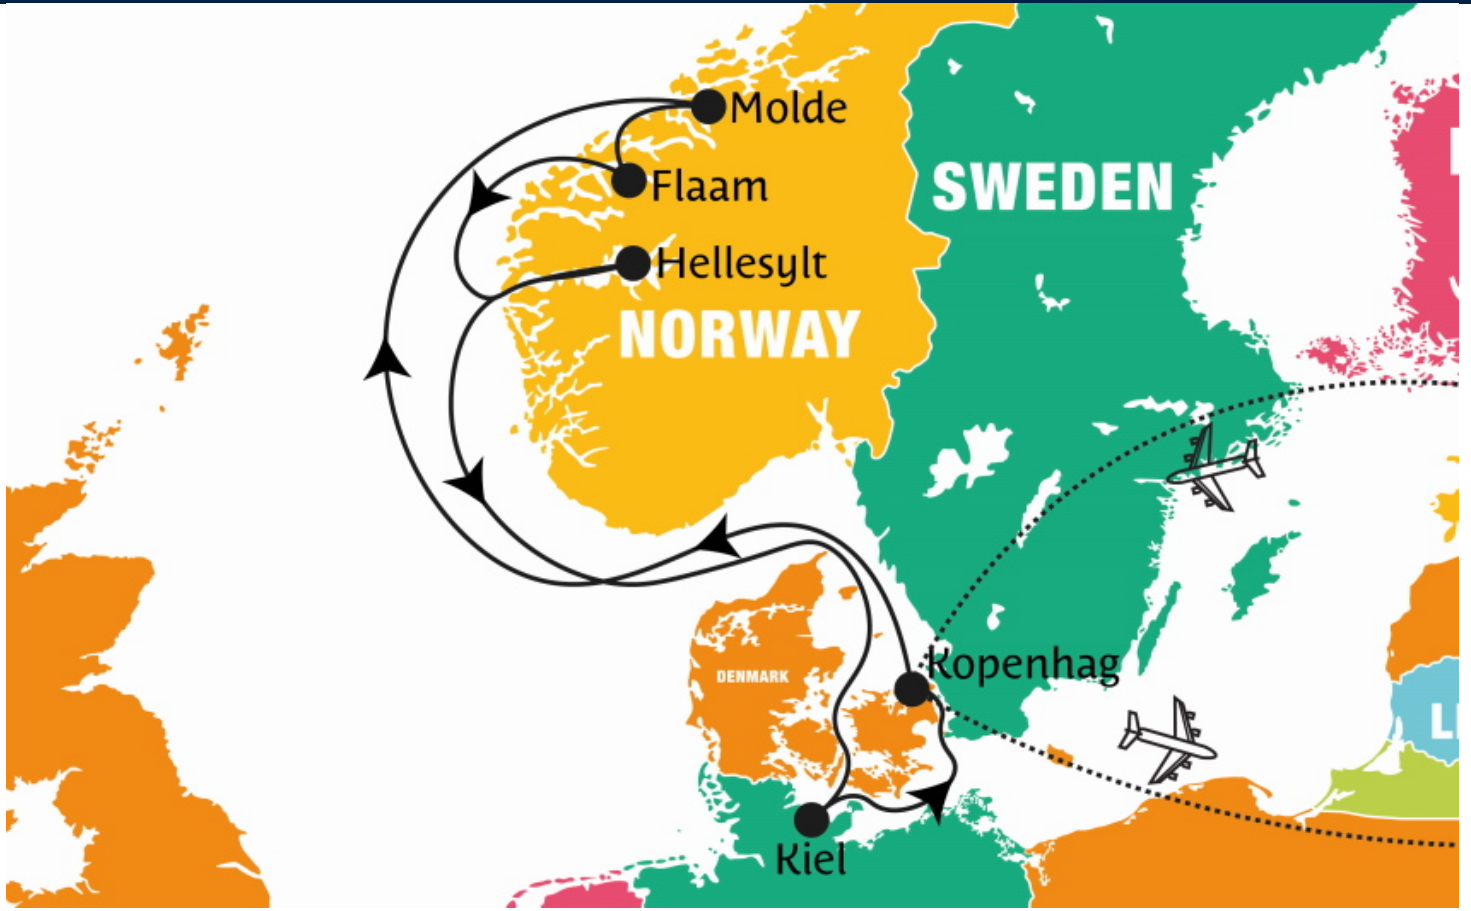 Molde
Flaam
SWEDEN
Hellesylt
NORWAY
Kopenhag
DENMARK
Kiel